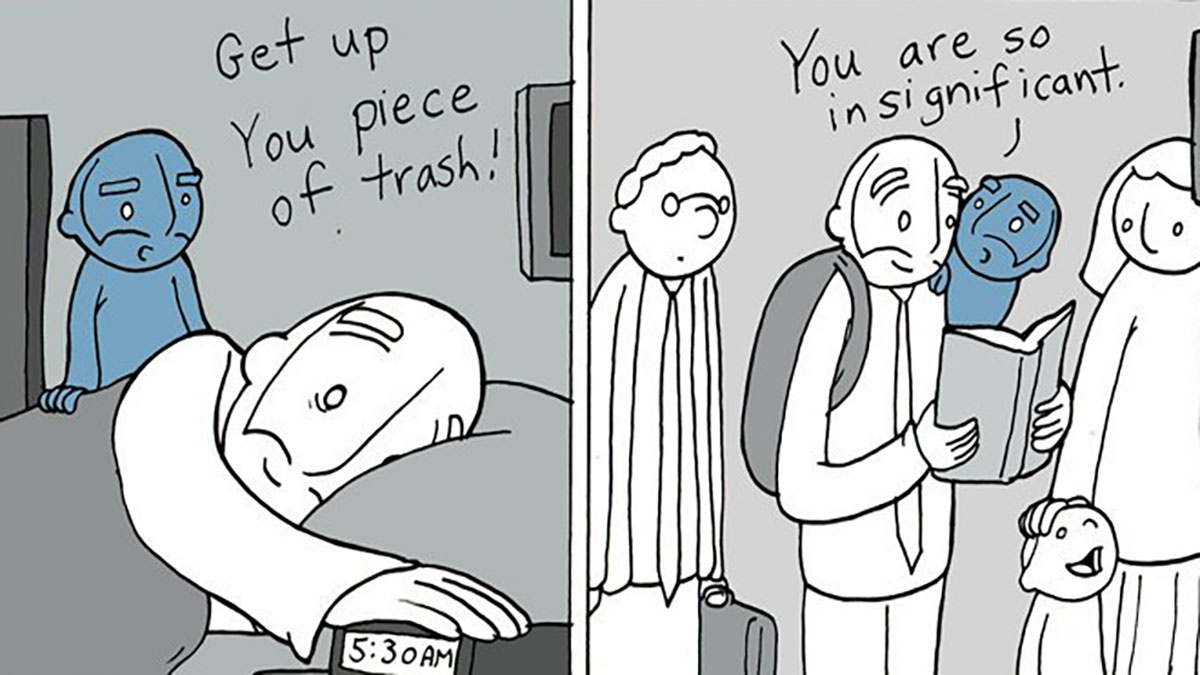 Get up
You piece
of trash!
5:30AM
You are so
insignificant.